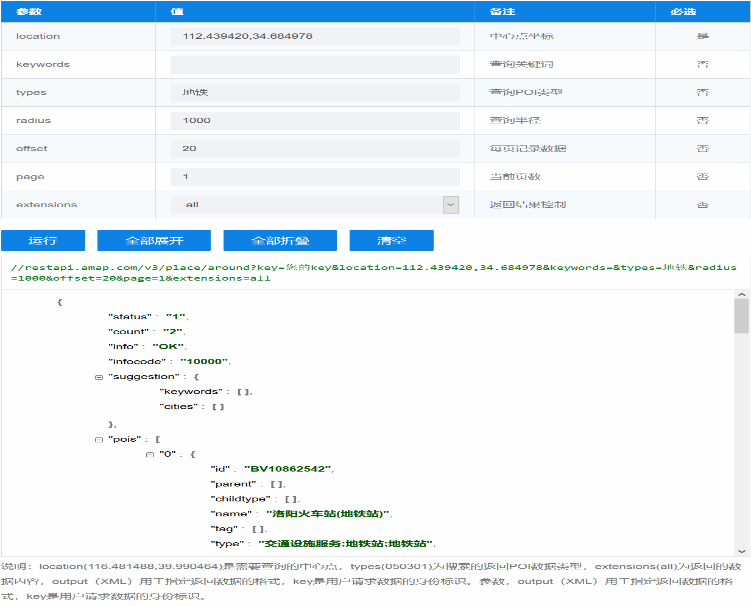 参数 值 备注 必选
location 112.439420,34.684978 中心点坐标 是
keywords 查询关键词 否
types 地铁 查询POI类型 否
radius 1000 查询半径 否
offset 20 每页记录数据 否
page 1 当前页数 否
extensions all 返回结果控制 否
运行 全部展开 全部折叠 清空
//restapi.amap.com/v3/place/around?key=您的key&location=112.439420,34.684978&keywords=&types=地铁&radius
=1000&offset=20&page=1&extensions=all
{
"status" : "1",
"count" : "2",
"info" : "OK",
"infocode" : "10000",
"suggestion" : {
"keywords" : [],
"cities" : []
},
"pois" : [
"0" : {
"id" : "BV10862542",
"parent" : [],
"childtype" : [],
"name" : "洛阳火车站(地铁站)",
"tag" : [],
"type" : "交通设施服务;地铁站;地铁站",
说明：location(116.481488,39.990464)是需要查询的中心点，types(050301)为搜索的返回POI数据类型，extensions(all)为返回的数
据内容，output（XML）用于指定返回数据的格式，key是用户请求数据的身份标识。参数，output（XML）用于指定返回数据的格
式，key是用户请求数据的身份标识。